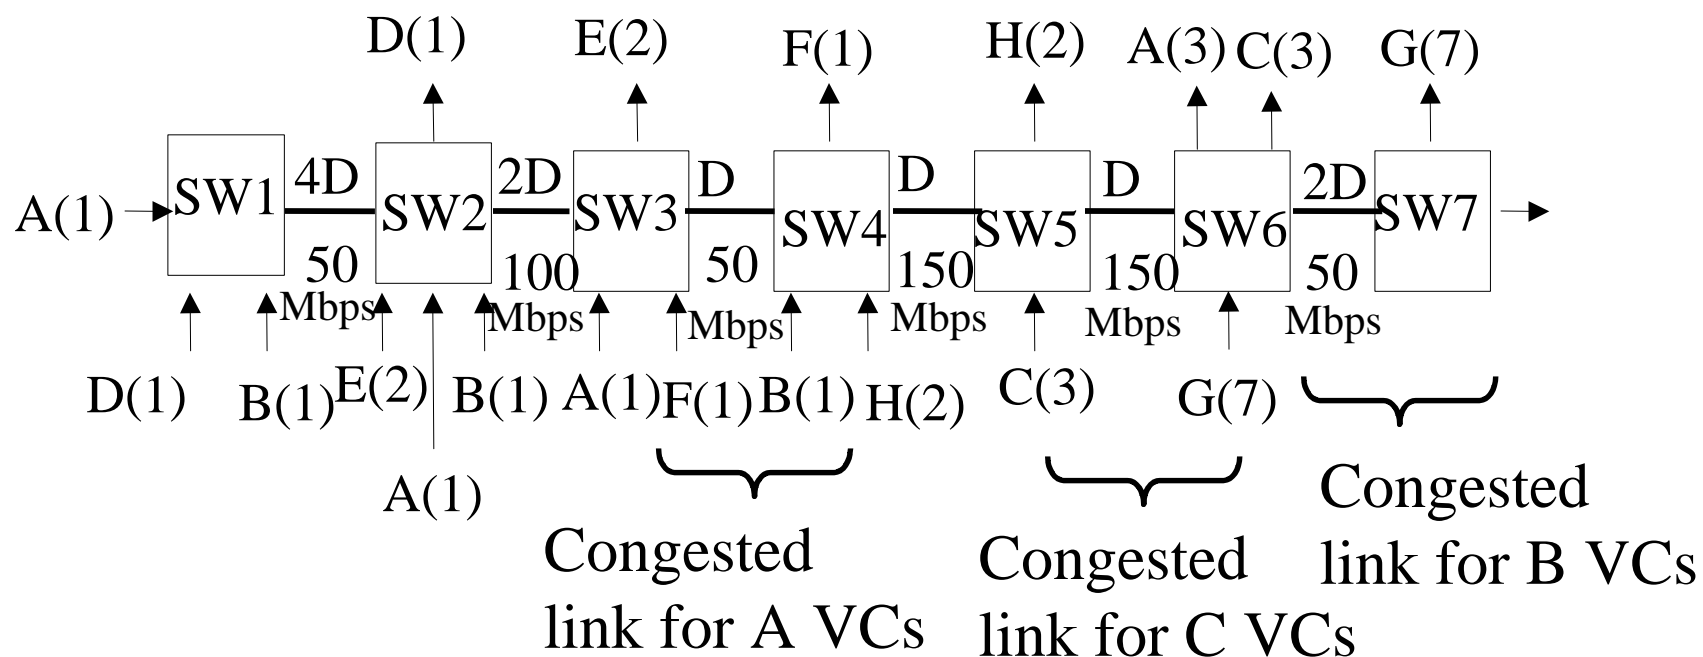 D(1) E(2) F(1) H(2) A(3) C(3) G(7)
4D 2D D D D 2D
A(1) SW1 SW2 SW3 SW4 SW5 SW6 SW7
50 100 50 150 150 50
Mbps Mbps Mbps Mbps Mbps Mbps
D(1) B(1) E(2) B(1) A(1) F(1) B(1) H(2) C(3) G(7)
A(1)
Congested
link for A VCs
Congested
link for C VCs
Congested
link for B VCs